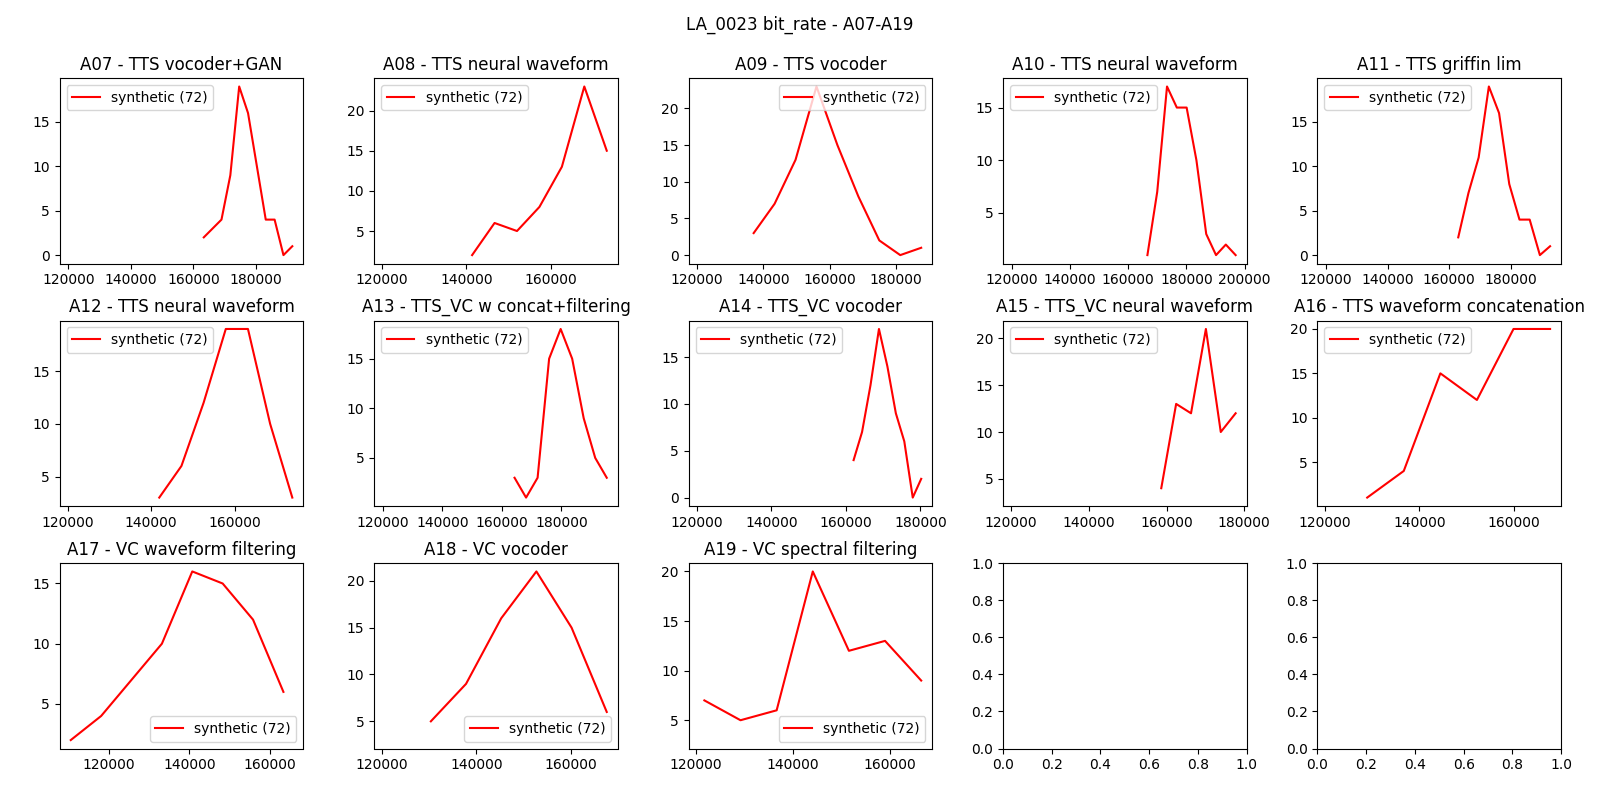 LA_0023 bit_rate - A07-A19
A07 - TTS vocoder+GAN
synthetic (72)
15
10
5
0
120000 140000 160000 180000
A08 - TTS neural waveform
synthetic (72)
20
15
10
5
120000 140000 160000
A09 - TTS vocoder
synthetic (72)
20
15
10
5
0
120000 140000 160000 180000
A10 - TTS neural waveform
synthetic (72)
15
10
5
120000 140000 160000 180000 200000
A11 - TTS griffin lim
synthetic (72)
15
10
5
0
120000 140000 160000 180000
A12 - TTS neural waveform
synthetic (72)
15
10
5
120000 140000 160000
A13 - TTS_VC w concat+filtering
synthetic (72)
15
10
5
120000 140000 160000 180000
A14 - TTS_VC vocoder
synthetic (72)
15
10
5
0
120000 140000 160000 180000
A15 - TTS_VC neural waveform
synthetic (72)
20
15
10
5
120000 140000 160000 180000
A16 - TTS waveform concatenation
synthetic (72)
20
15
10
5
120000 140000 160000
A17 - VC waveform filtering
15
10
5
synthetic (72)
120000 140000 160000
A18 - VC vocoder
20
15
10
5
synthetic (72)
120000 140000 160000
A19 - VC spectral filtering
20
15
10
5
synthetic (72)
120000 140000 160000
1.0
0.8
0.6
0.4
0.2
0.0
0.0 0.2 0.4 0.6 0.8 1.0
1.0
0.8
0.6
0.4
0.2
0.0
0.0 0.2 0.4 0.6 0.8 1.0